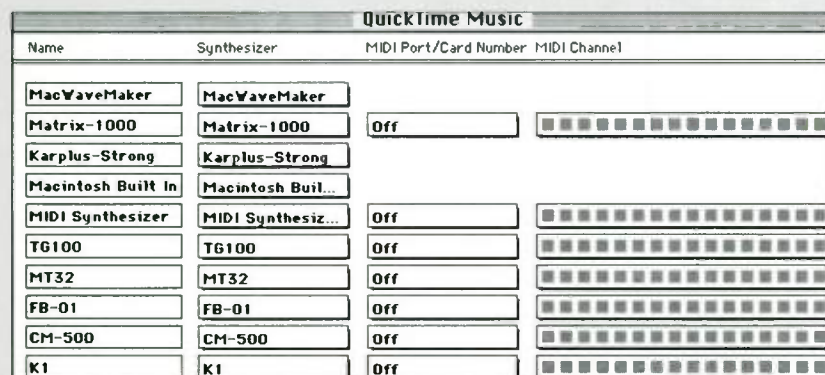 QuickTime Music
Name Synthesizer MIDI Port/Card Number MIDI Channel
MacWaveMaker MacWaveMaker
Matrix-1000 Matrix-1000 Off
Karplus-Strong Karplus-Strong
Macintosh Built In Macintosh Buil...
MIDI Synthesizer MIDI Synthesiz... Off
TG100 TG100 Off
MT32 MT32 Off
FB-01 FB-01 Off
CM-500 CM-500 Off
K1 K1 Off